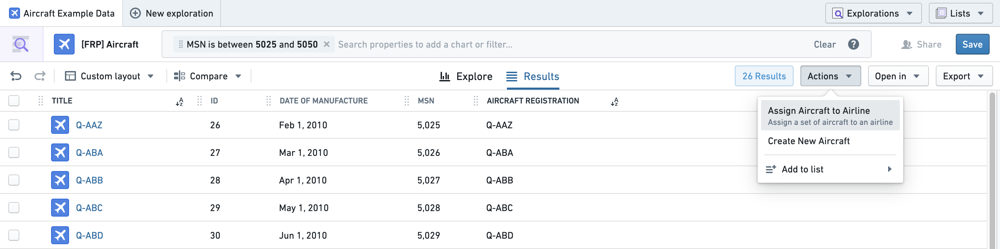 Aircraft Example Data New exploration Explorations Lists
[FRP] Aircraft MSN is between 5025 and 5050 Search properties to add a chart or filter... Clear ? Share Save
Custom layout Compare Explore Results 26 Results Actions Open in Export
TITLE ID DATE OF MANUFACTURE MSN AIRCRAFT REGISTRATION
Q-AAZ 26 Feb 1, 2010 5,025 Q-AAZ
Q-ABA 27 Mar 1, 2010 5,026 Q-ABA
Q-ABB 28 Apr 1, 2010 5,027 Q-ABB
Q-ABC 29 May 1, 2010 5,028 Q-ABC
Q-ABD 30 Jun 1, 2010 5,029 Q-ABD
Assign Aircraft to Airline
Assign a set of aircraft to an airline
Create New Aircraft
Add to list